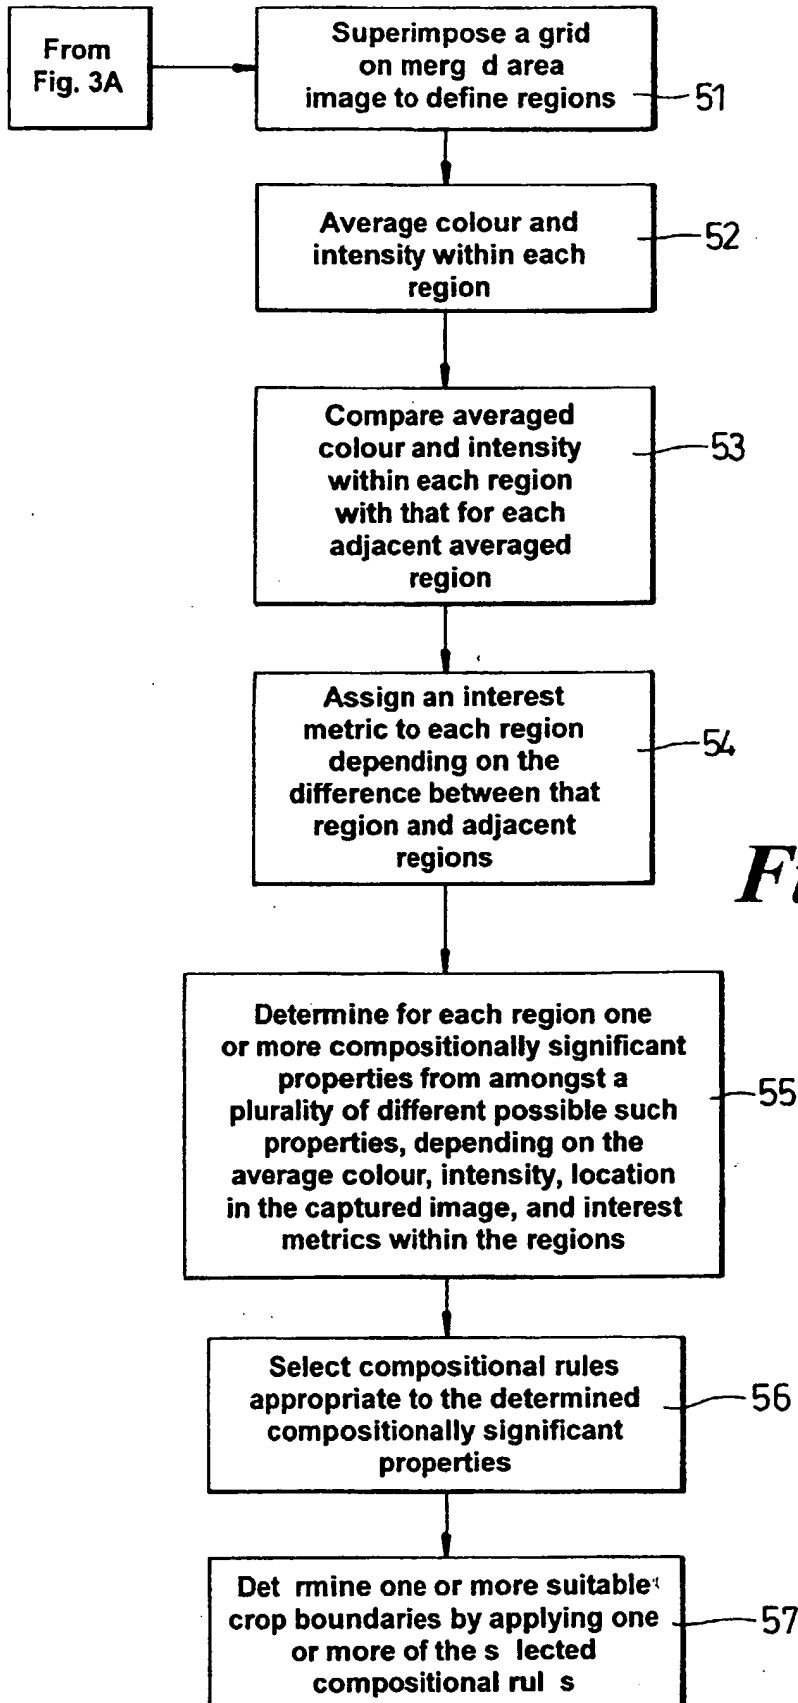 From
Fig. 3A
Superimpose a grid
on merg d area
image to define regions
51
Average colour and
intensity within each
region
52
Compare averaged
colour and intensity
within each region
with that for each
adjacent averaged
region
53
Assign an interest
metric to each region
depending on the
difference between that
region and adjacent
regions
54
Determine for each region one
or more compositionally significant
properties from amongst a
plurality of different possible such
properties, depending on the
average colour, intensity, location
in the captured image, and interest
metrics within the regions
55
Select compositional rules
appropriate to the determined
compositionally significant
properties
56
Det rmine one or more suitable
crop boundaries by applying one
or more of the s lected
compositional rul s
57